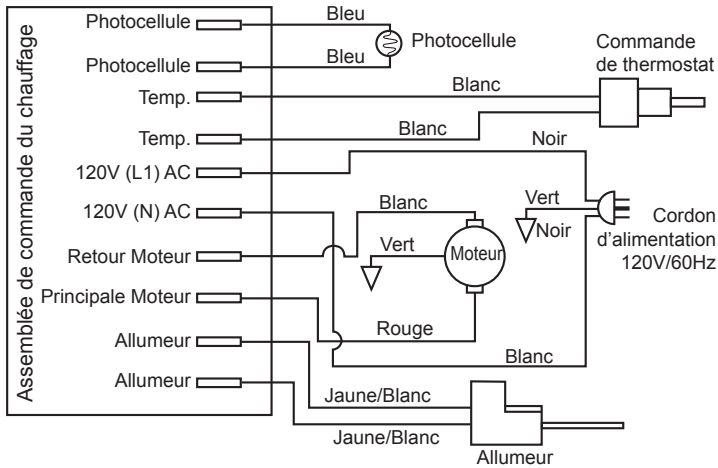 Assemblée de commande du chauffage
Photocellule
Bleu
Photocellule
Photocellule
Bleu
Commande
de thermostat
Temp.
Blanc
Temp.
Blanc
Noir
120V (L1) AC
120V (N) AC
Blanc
Vert
Noir
Cordon
d'alimentation
120V/60Hz
Vert
Moteur
Retour Moteur
Principale Moteur
Rouge
Allumeur
Blanc
Allumeur
Jaune/Blanc
Jaune/Blanc
Allumeur